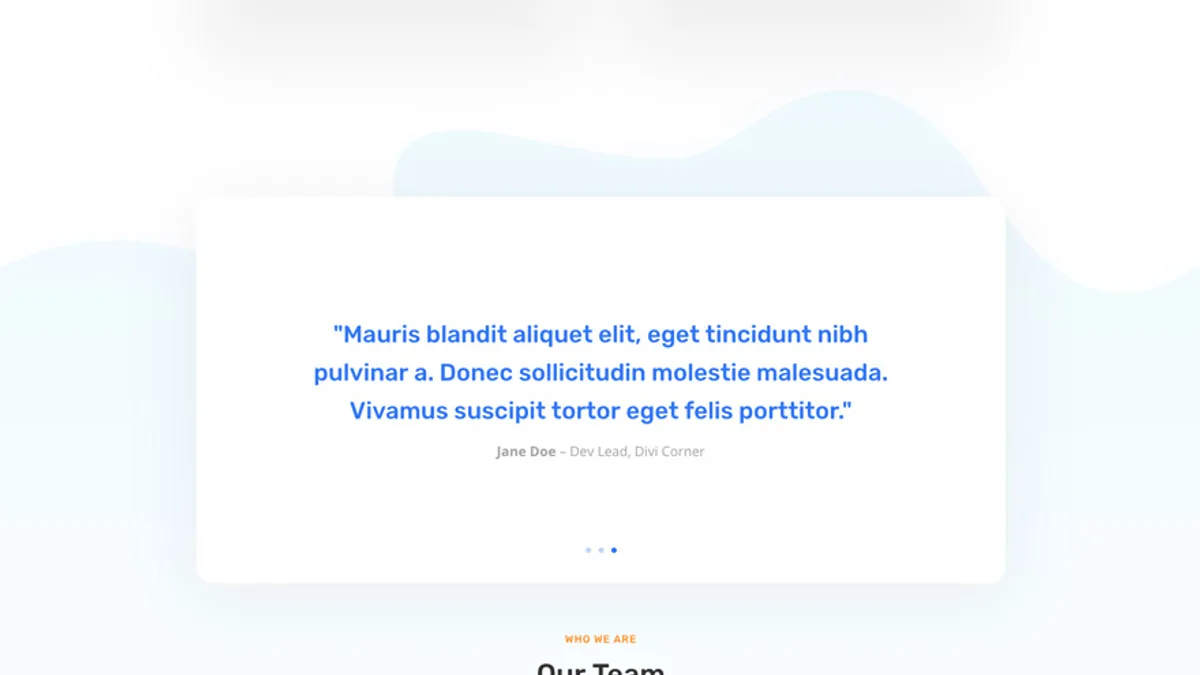 "Mauris blandit aliquet elit, eget tincidunt nibh
pulvinar a. Donec sollicitudin molestie malesuada.
Vivamus suscipit tortor eget felis porttitor."
Jane Doe – Dev Lead, Divi Corner
WHO WE ARE
Our Team